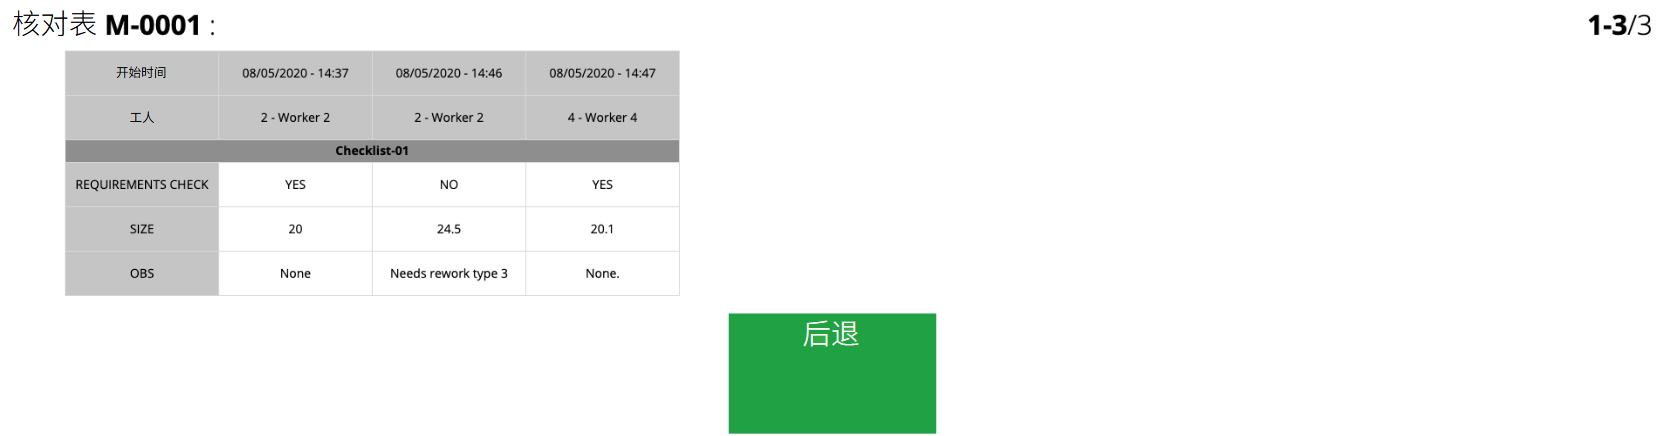 核对表 M-0001 :
1-3/3
开始时间 08/05/2020 - 14:37 08/05/2020 - 14:46 08/05/2020 - 14:47
工人 2 - Worker 2 2 - Worker 2 4 - Worker 4
Checklist-01
REQUIREMENTS CHECK YES NO YES
SIZE 20 24.5 20.1
OBS None Needs rework type 3 None.
后退